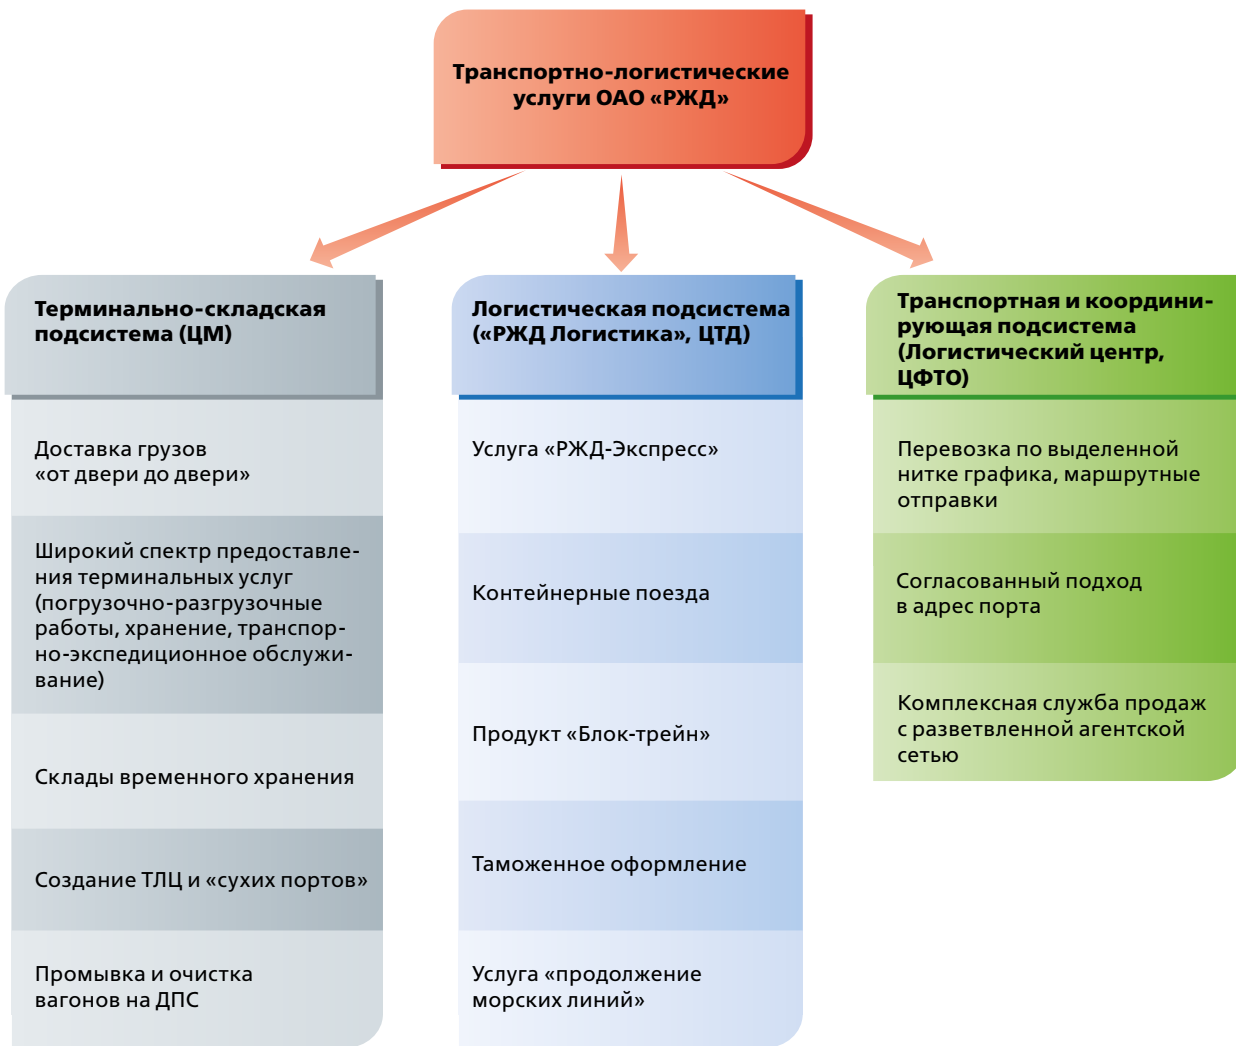 Транспортно-логистические
услуги ОАО «РЖД»
Терминально-складская
подсистема (ЦМ)
Доставка грузов
«от двери до двери»
Широкий спектр предоставле-
ния терминальных услуг
(погрузочно-разгрузочные
работы, хранение, транспор-
но-экспедиционное обслужи-
вание)
Склады временного хранения
Создание ТЛЦ и «сухих портов»
Промывка и очистка
вагонов на ДПС
Логистическая подсистема
(«РЖД Логистика», ЦТД)
Услуга «РЖД-Экспресс»
Контейнерные поезда
Продукт «Блок-трейн»
Таможенное оформление
Услуга «продолжение
морских линий»
Транспортная и координи-
рующая подсистема
(Логистический центр,
ЦФТО)
Перевозка по выделенной
нитке графика, маршрутные
отправки
Согласованный подход
в адрес порта
Комплексная служба продаж
с разветвленной агентской
сетью